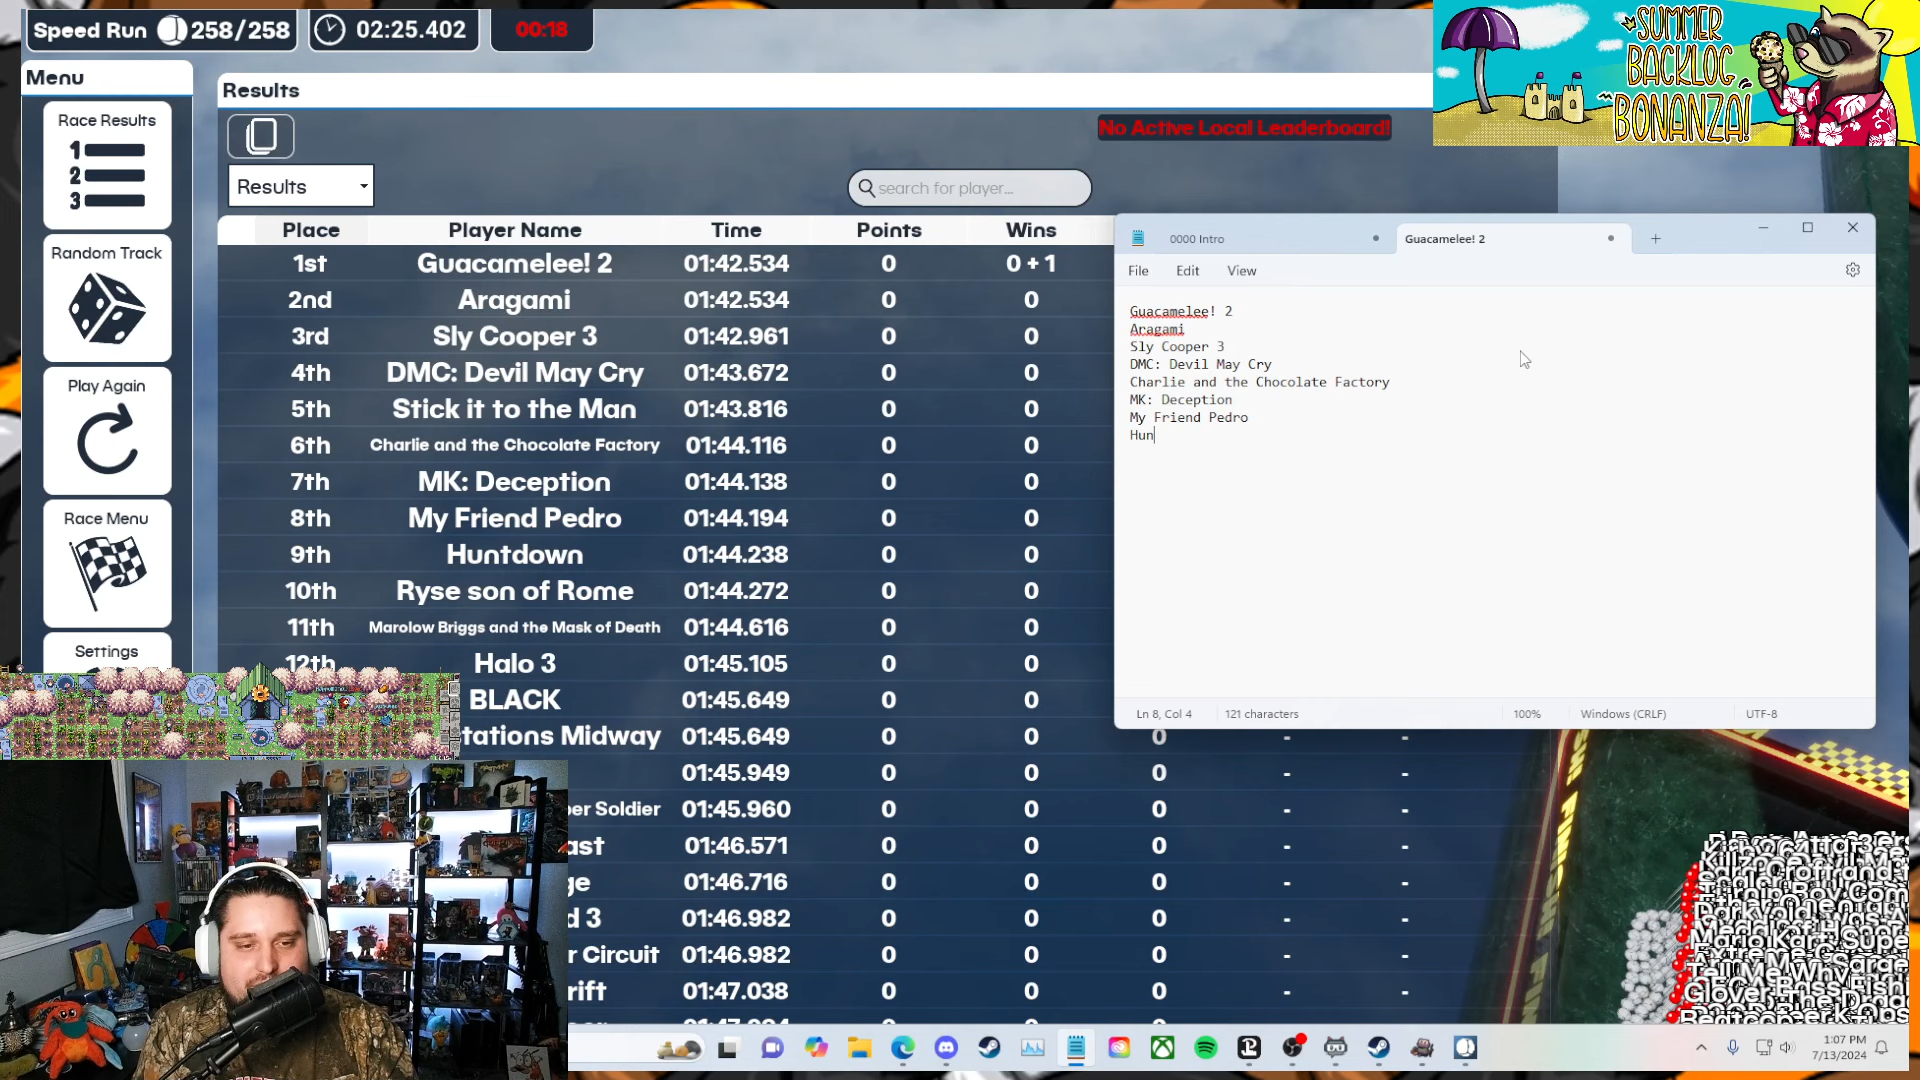 Speed Run 258/258
02:25.402
00:18
SUMMER
BACKLOG
BONANZA!
Menu
Race Results
1
2
3
Random Track
Play Again
Race Menu
Settings
Results
No Active Local Leaderboard!
Results
search for player...
Place Player Name Time Points Wins
1st Guacamelee! 2 01:42.534 0 0 + 1
2nd Aragami 01:42.534 0 0
3rd Sly Cooper 3 01:42.961 0 0
4th DMC: Devil May Cry 01:43.672 0 0
5th Stick it to the Man 01:43.816 0 0
6th Charlie and the Chocolate Factory 01:44.116 0 0
7th MK: Deception 01:44.138 0 0
8th My Friend Pedro 01:44.194 0 0
9th Huntdown 01:44.238 0 0
10th Ryse son of Rome 01:44.272 0 0
11th Marolow Briggs and the Mask of Death 01:44.616 0 0
12th Halo 3 01:45.105 0 0
BLACK 01:45.649 0 0
tations Midway 01:45.649 0 0 0 - -
01:45.949 0 0 0 - -
er Soldier 01:45.960 0 0 0 - -
ast 01:46.571 0 0 0 - -
ge 01:46.716 0 0 0 - -
d 3 01:46.982 0 0 0 - -
r Circuit 01:46.982 0 0 0 - -
rift 01:47.038 0 0 0 - -
0000 Intro
Guacamelee! 2
File Edit View
Guacamelee! 2
Aragami
Sly Cooper 3
DMC: Devil May Cry
Charlie and the Chocolate Factory
MK: Deception
My Friend Pedro
Hun
Ln 8, Col 4 121 characters 100% Windows (CRLF) UTF-8
1:07 PM
7/13/2024